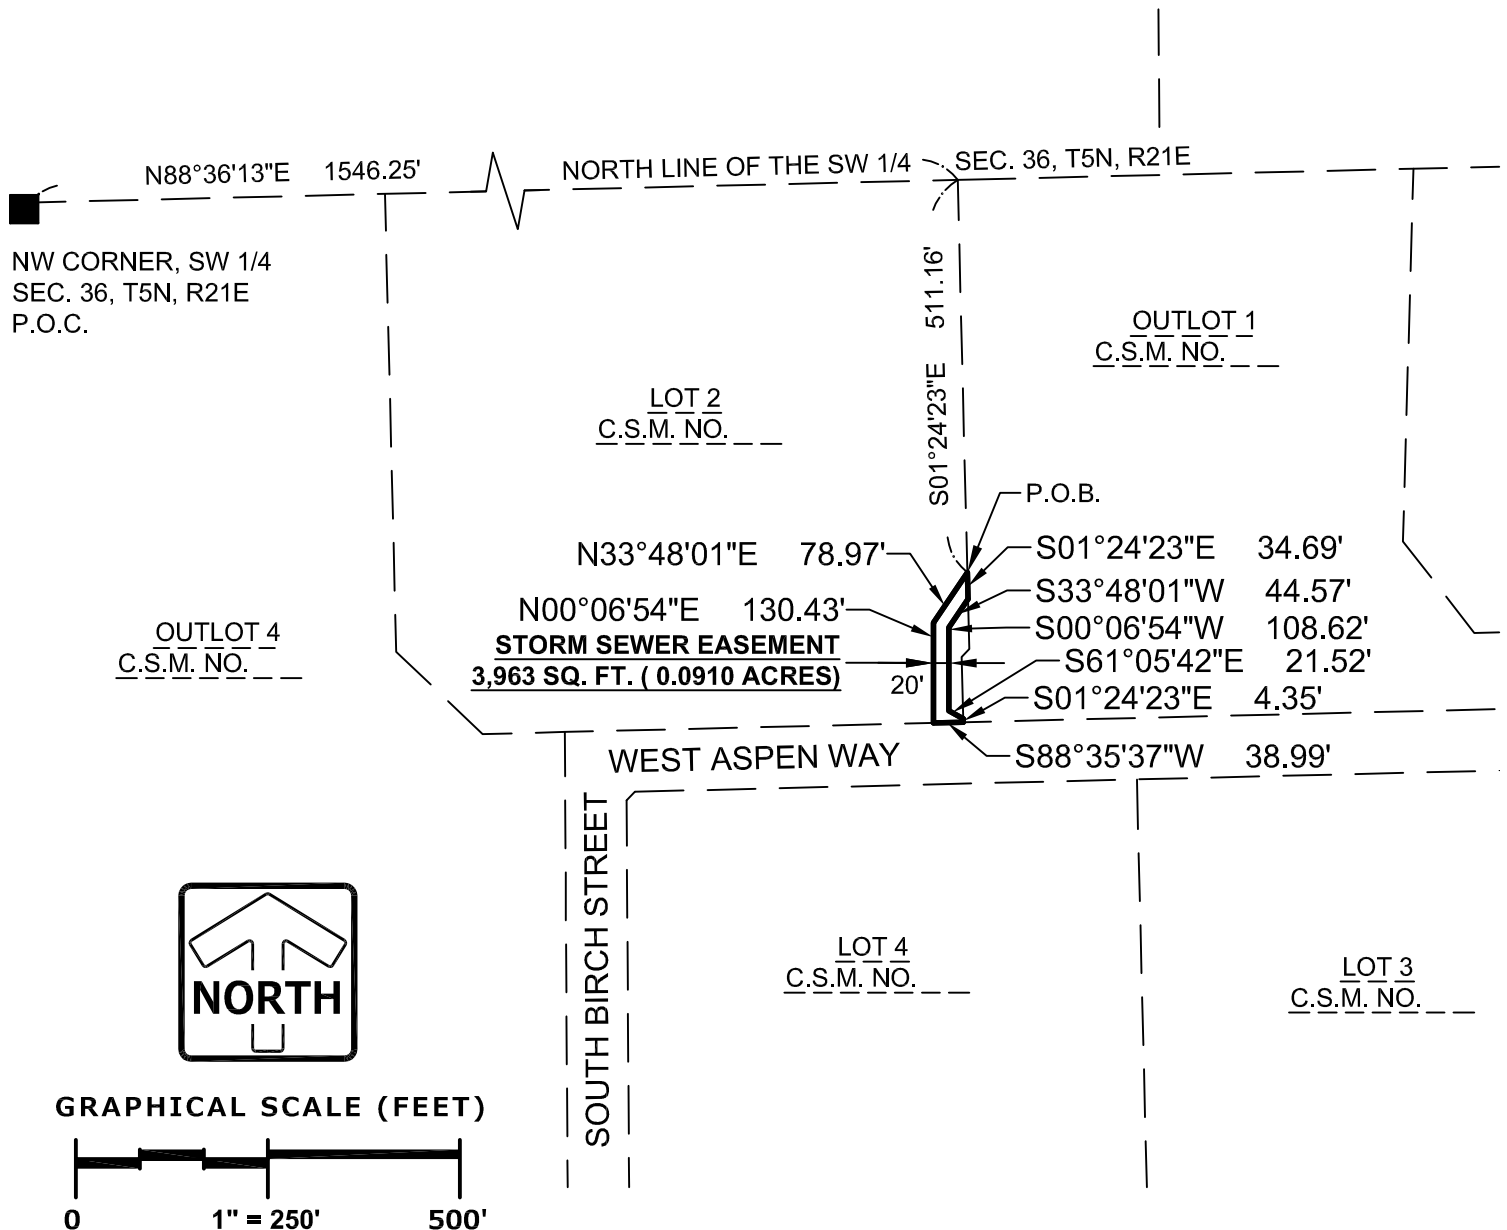 N88°36'13"E 1546.25'
NORTH LINE OF THE SW 1/4
SEC. 36, T5N, R21E
NW CORNER, SW 1/4
SEC. 36, T5N, R21E
P.O.C.
S01°24'23"E 511.16'
OUTLOT 1
C.S.M. NO.
LOT 2
C.S.M. NO.
P.O.B.
N33°48'01"E 78.97'
S01°24'23"E 34.69'
S33°48'01"W 44.57'
N00°06'54"E 130.43'
S00°06'54"W 108.62'
STORM SEWER EASEMENT
3,963 SQ. FT. ( 0.0910 ACRES)
20'
S61°05'42"E 21.52'
S01°24'23"E 4.35'
OUTLOT 4
C.S.M. NO.
WEST ASPEN WAY
S88°35'37"W 38.99'
SOUTH BIRCH STREET
LOT 4
C.S.M. NO.
LOT 3
C.S.M. NO.
NORTH
GRAPHICAL SCALE (FEET)
0 1" = 250' 500'